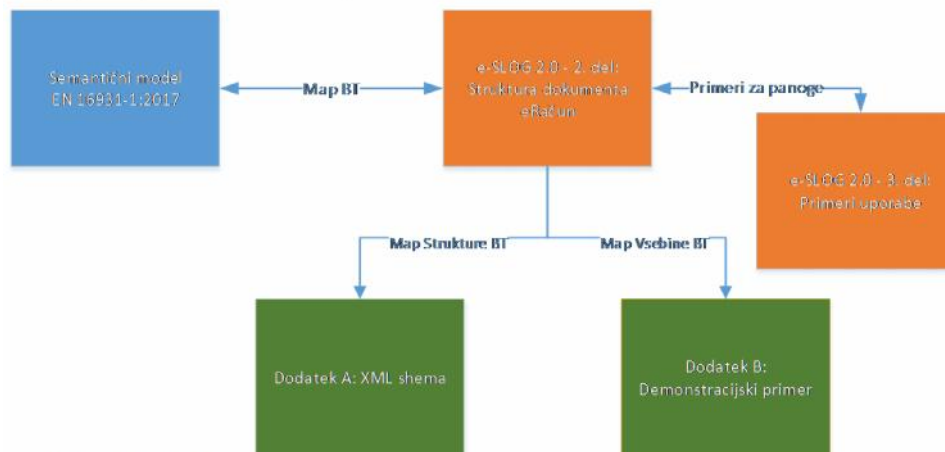 Semantični model
EN 16931-1:2017
Map BT
e-SLOG 2.0 - 2. del:
Struktura dokumenta
eRačun
Primeri za panoge
e-SLOG 2.0 - 3. del:
Primeri uporabe
Map Strukture BT
Map Vsebine BT
Dodatek A: XML shema
Dodatek B:
Demonstracijski primer